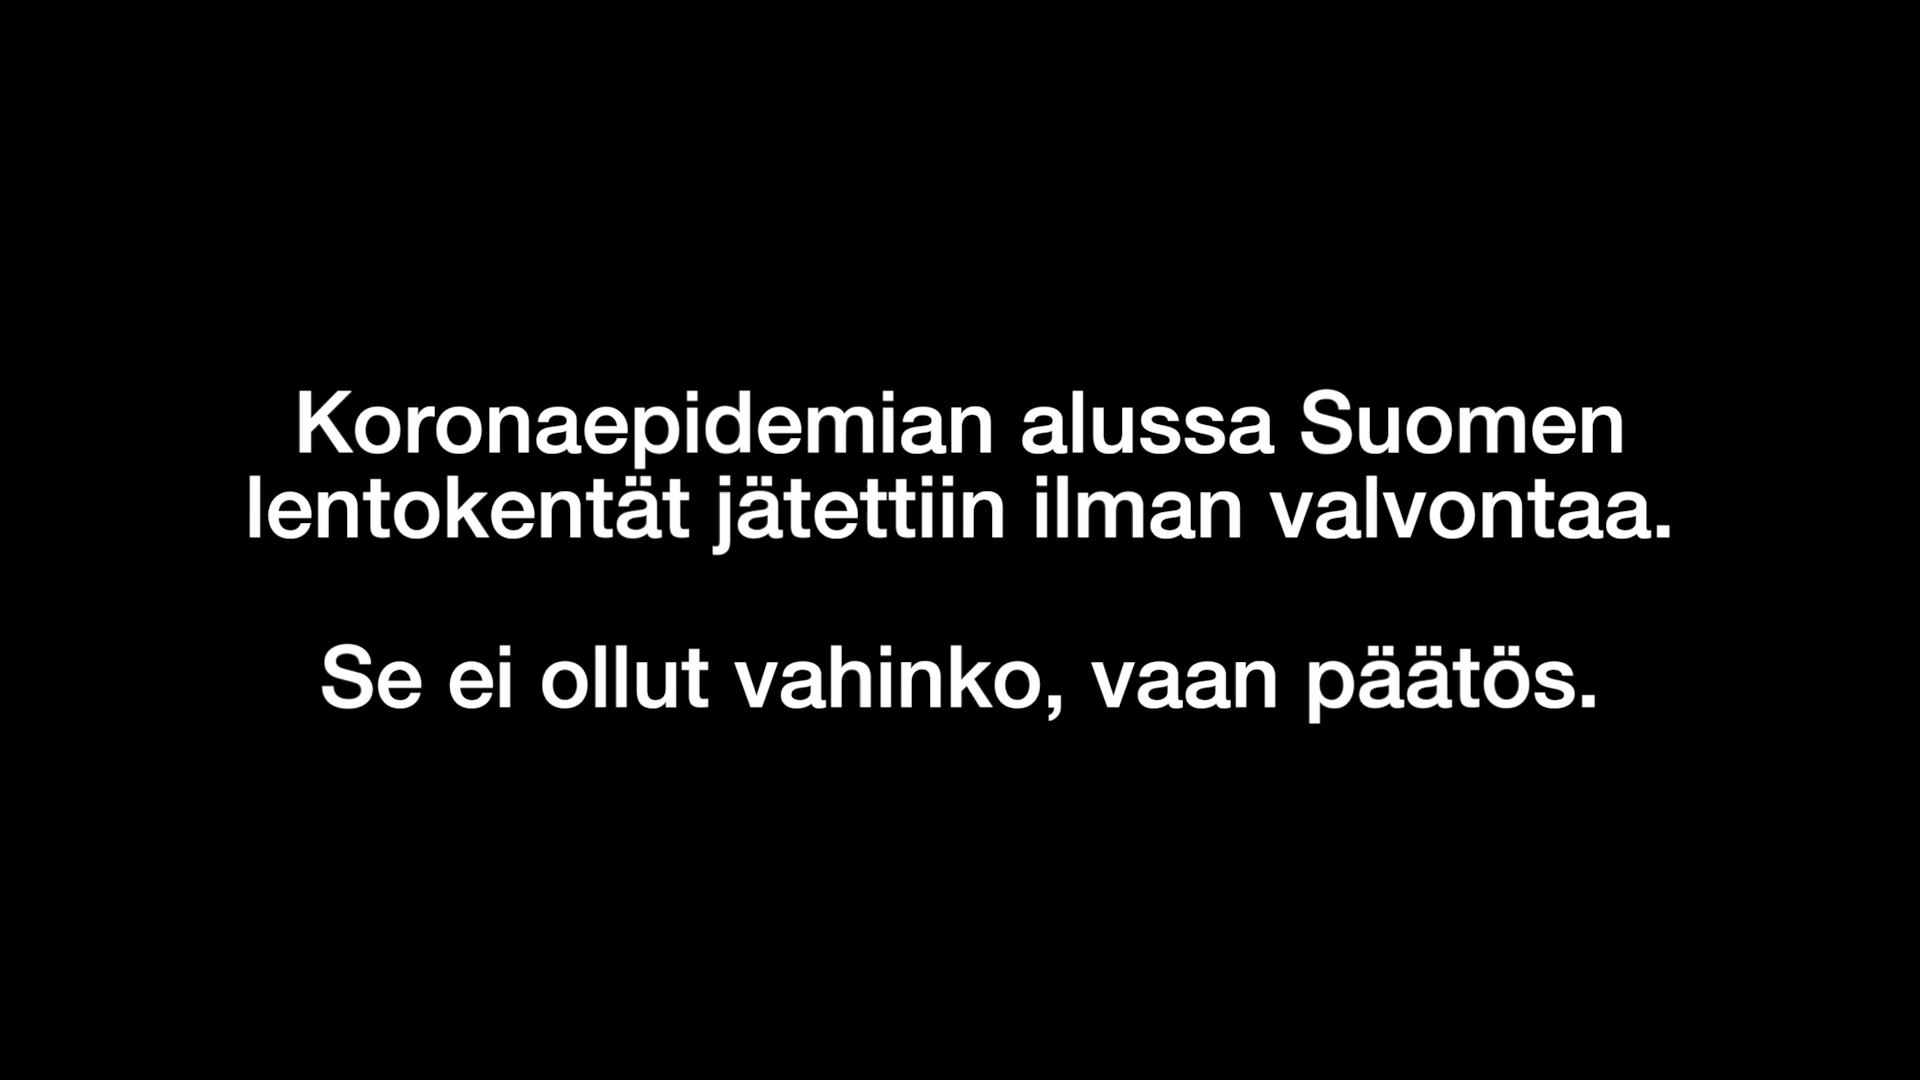 Koronaepidemian alussa Suomen
lentokentät jätettiin ilman valvontaa.
Se ei ollut vahinko, vaan päätös.